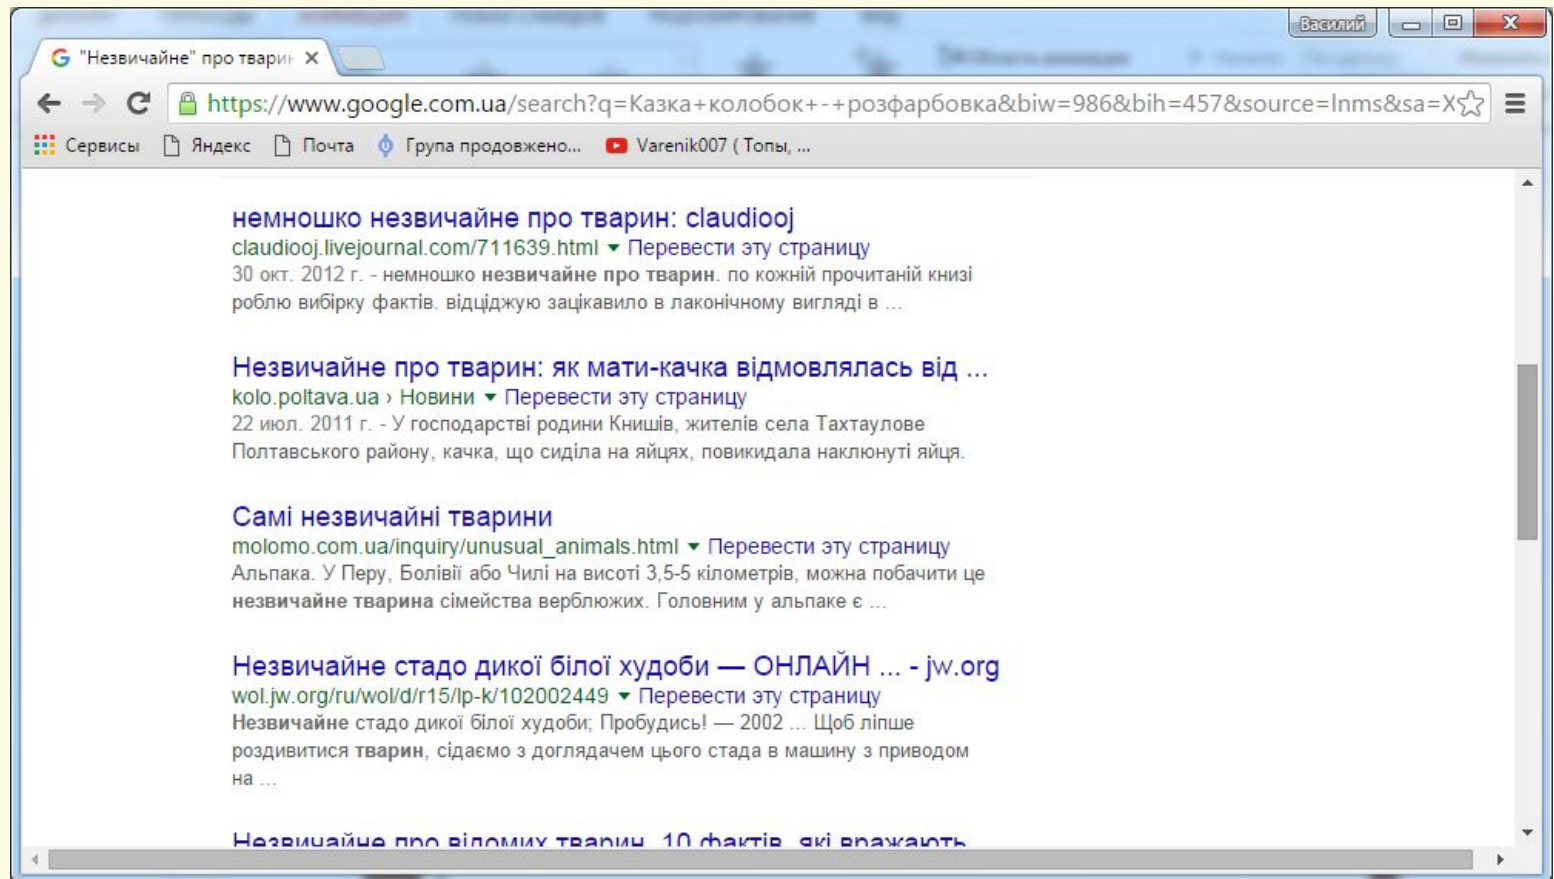 Василий
"Незвичайне" про тварин
https://www.google.com.ua/search?q=Казка+колобок+-+розфарбовка&biw=986&bih=457&source=lnms&sa=X
Сервисы Яндекс Почта Група продовжено... Varenik007 ( Топы, ...
немношко незвичайне про тварин: claudiooj
claudiooj.livejournal.com/711639.html Перевести эту страницу
30 окт. 2012 г. - немношко незвичайне про тварин. по кожній прочитаній книзі
роблю вибірку фактів. відціджую зацікавило в лаконічному вигляді в ...
Незвичайне про тварин: як мати-качка відмовлялась від ...
kolo.poltava.ua › Новини Перевести эту страницу
22 июл. 2011 г. - У господарстві родини Книшів, жителів села Тахтаулове
Полтавського району, качка, що сиділа на яйцях, повикидала наклюнуті яйця.
Самі незвичайні тварини
molomo.com.ua/inquiry/unusual_animals.html Перевести эту страницу
Альпака. У Перу, Болівії або Чилі на висоті 3,5-5 кілометрів, можна побачити це
незвичайне тварина сімейства верблюжих. Головним у альпаке є ...
Незвичайне стадо дикої білої худоби — ОНЛАЙН ... - jw.org
wol.jw.org/ru/wol/d/r15/lp-k/102002449 Перевести эту страницу
Незвичайне стадо дикої білої худоби; Пробудись! — 2002 ... Щоб ліпше
роздивитися тварин, сідаємо з доглядачем цього стада в машину з приводом
на ...
Незвичайне про відомих тварин. 10 фактів, які вражають